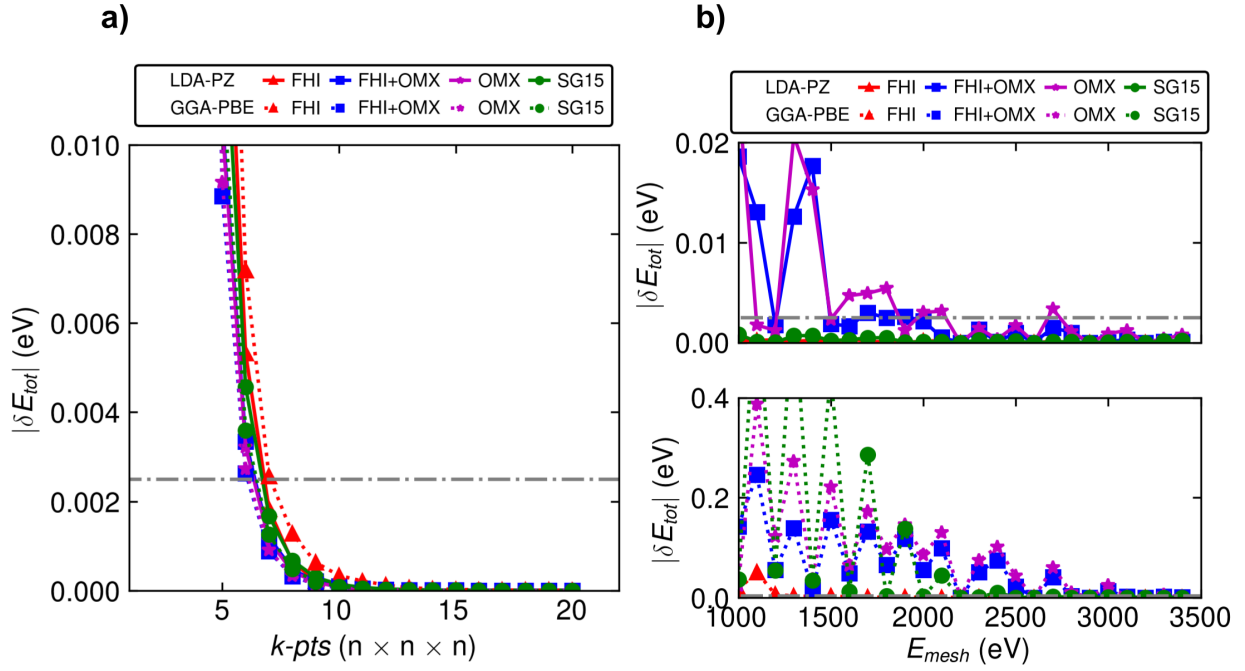 a)
LDA-PZ FHI FHI+OMX OMX SG15
GGA-PBE FHI FHI+OMX OMX SG15
0.010
0.008
0.006
0.004
0.002
0.000
|δE_tot| (eV)
5 10 15 20
k-pts (n × n × n)
b)
LDA-PZ FHI FHI+OMX OMX SG15
GGA-PBE FHI FHI+OMX OMX SG15
0.02
0.01
0.00
|δE_tot| (eV)
0.4
0.2
0.0
|δE_tot| (eV)
1000 1500 2000 2500 3000 3500
E_mesh (eV)